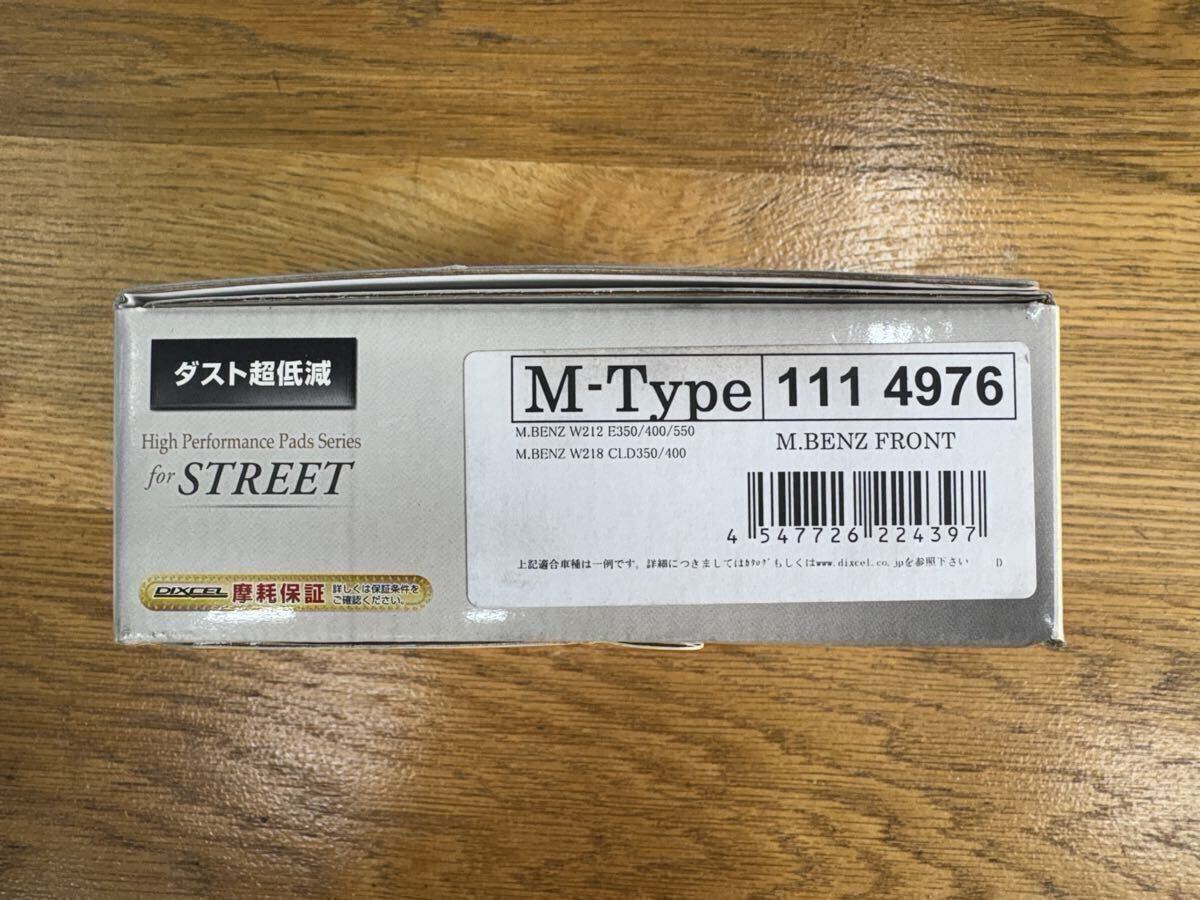 ダスト超低減
High Performance Pads Series
for STREET
DIXCEL 摩耗保証 詳しくは保証条件を
ご確認ください。
M-Type 111 4976
M.BENZ W212 E350/400/550
M.BENZ W218 CLD350/400
M.BENZ FRONT
4 547726 224397
上記適合車種は一例です。詳細につきましてはｶﾀﾛｸﾞもしくはwww.dixcel.co.jpを参照下さい D